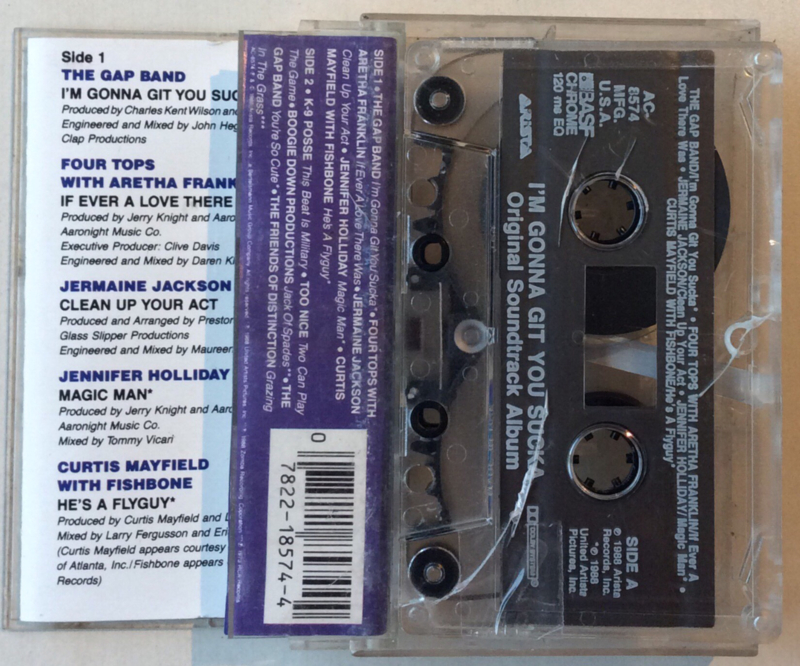 Side 1
THE GAP BAND
I'M GONNA GIT YOU SUC
Produced by Charles Kent Wilson and
Engineered and Mixed by John Heg
Clap Productions
FOUR TOPS
WITH ARETHA FRANK
IF EVER A LOVE THERE
Produced by Jerry Knight and Aaro
Aaronight Music Co.
Executive Producer: Clive Davis
Engineered and Mixed by Daren Kl
JERMAINE JACKSON
CLEAN UP YOUR ACT
Produced and Arranged by Preston
Glass Slipper Productions
Engineered and Mixed by Maureen
JENNIFER HOLLIDAY
MAGIC MAN*
Produced by Jerry Knight and Aaro
Aaronight Music Co.
Mixed by Tommy Vicari
CURTIS MAYFIELD
WITH FISHBONE
HE'S A FLYGUY*
Produced by Curtis Mayfield and
Mixed by Larry Fergusson and Eri
(Curtis Mayfield appears courtesy
of Atlanta, Inc./Fishbone appears
Records)
SIDE 1 • THE GAP BAND I'm Gonna Git You Sucka* • FOUR TOPS WITH
ARETHA FRANKLIN If Ever A Love There Was • JERMAINE JACKSON
Clean Up Your Act • JENNIFER HOLLIDAY Magic Man* • CURTIS
MAYFIELD WITH FISHBONE He's A Flyguy*
SIDE 2 • K-9 POSSE This Beat Is Military • TOO NICE Two Can Play
The Game • BOOGIE DOWN PRODUCTIONS Jack Of Spades** • THE
GAP BAND You're So Cute* • THE FRIENDS OF DISTINCTION Grazing
In The Grass***
0
7822-18574-4
THE GAP BAND/I'm Gonna Git You Sucka* • FOUR TOPS WITH ARETHA FRANKLIN/If Ever A
Love There Was • JERMAINE JACKSON/Clean Up Your Act • JENNIFER HOLLIDAY/Magic Man* •
CURTIS MAYFIELD WITH FISHBONE/He's A Flyguy*
AC-
8574
MFG.
U.S.A.
BASF
CHROME
120 ms EQ
ARISTA
I'M GONNA GIT YOU SUCKA
Original Soundtrack Album
SIDE A
℗ 1988 Arista
Records, Inc.
*℗ 1988
United Artists
Pictures, Inc.